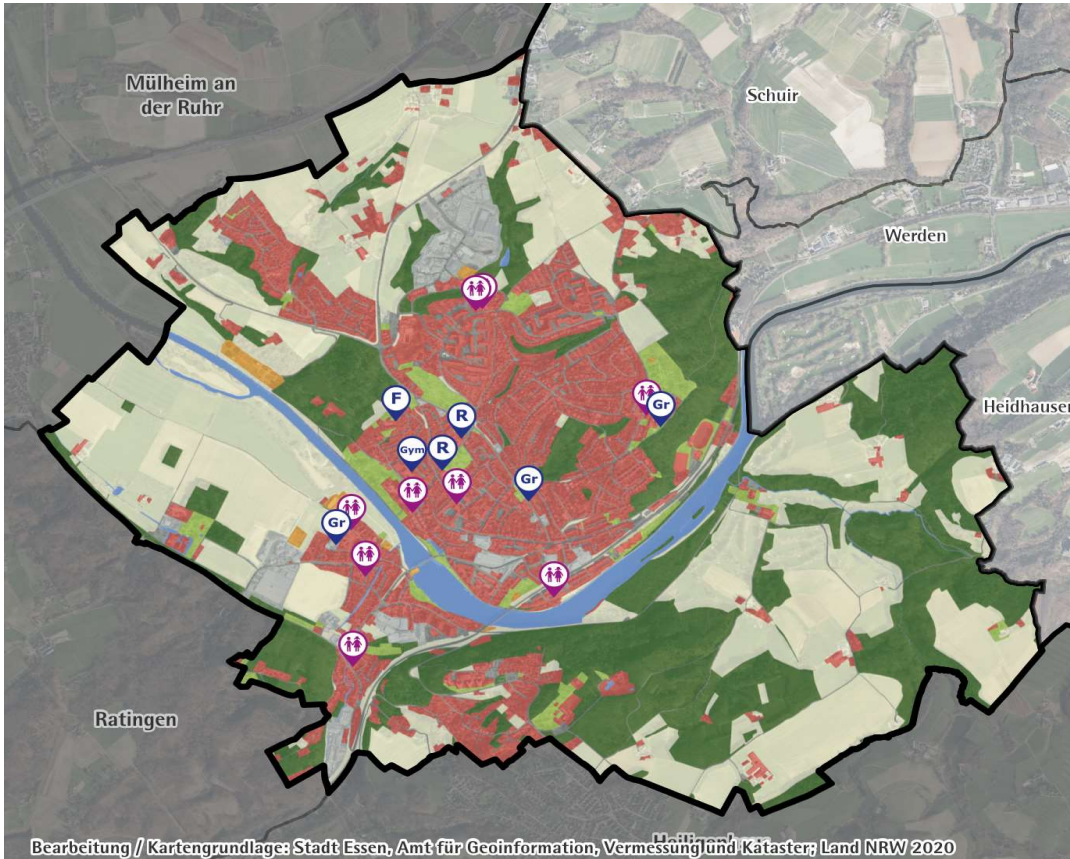 Mülheim an
der Ruhr
Schuir
Werden
Heidhausen
F
R
Gym
R
Gr
Gr
Gr
Ratingen
Heiligenhaus
Bearbeitung / Kartengrundlage: Stadt Essen, Amt für Geoinformation, Vermessung und Kataster; Land NRW 2020